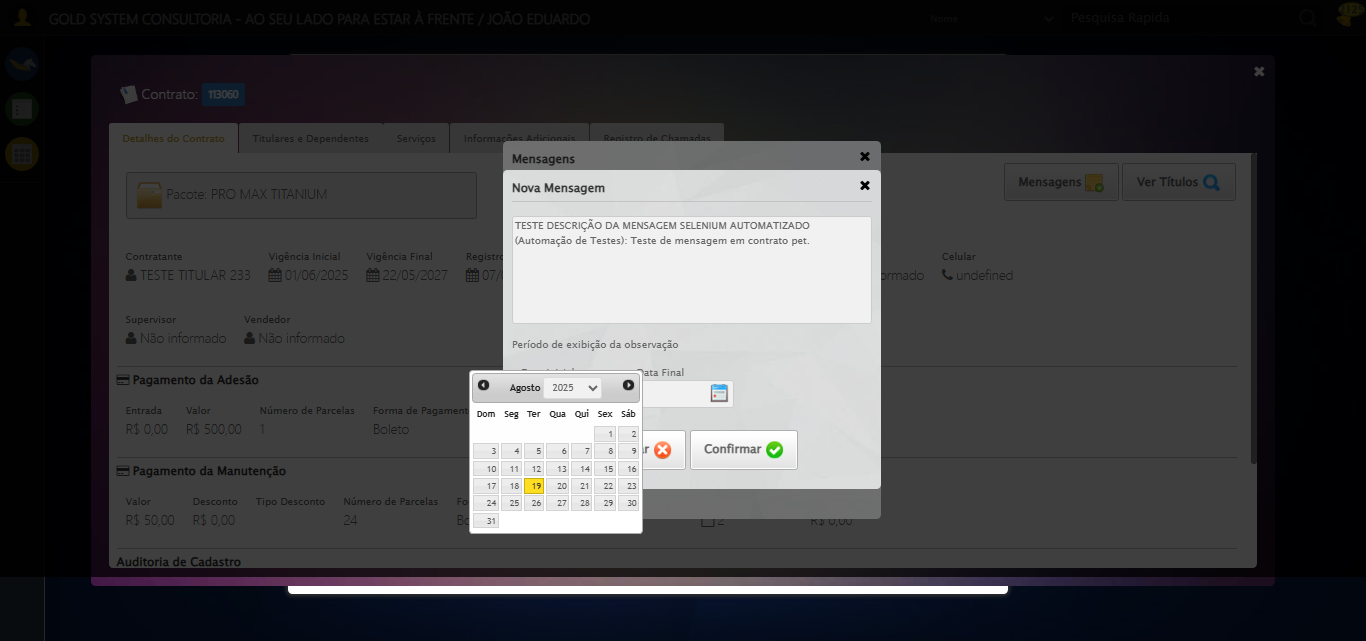 GOLD SYSTEM CONSULTORIA - AO SEU LADO PARA ESTAR À FRENTE / JOÃO EDUARDO
Nome
Pesquisa Rapida
Contrato: 113060
Detalhes do Contrato
Titulares e Dependentes
Serviços
Informações Adicionais
Registro de Chamadas
Mensagens
Nova Mensagem
Pacote: PRO MAX TITANIUM
Mensagens
Ver Títulos
TESTE DESCRIÇÃO DA MENSAGEM SELENIUM AUTOMATIZADO
(Automação de Testes): Teste de mensagem em contrato pet.
Contratante
Vigência Inicial
Vigência Final
Registro
Celular
TESTE TITULAR 233
01/06/2025
22/05/2027
undefined
Supervisor
Vendedor
Não informado
Não informado
Período de exibição da observação
Data Final
Pagamento da Adesão
Entrada
Valor
Número de Parcelas
Forma de Pagament
R$ 0,00
R$ 500,00
1
Boleto
Agosto
2025
Dom Seg Ter Qua Qui Sex Sáb
1 2
3 4 5 6 7 8 9
10 11 12 13 14 15 16
17 18 19 20 21 22 23
24 25 26 27 28 29 30
31
Confirmar
Pagamento da Manutenção
Valor
Desconto
Tipo Desconto
Número de Parcelas
R$ 50,00
R$ 0,00
24
2
R$ 0,00
Auditoria de Cadastro